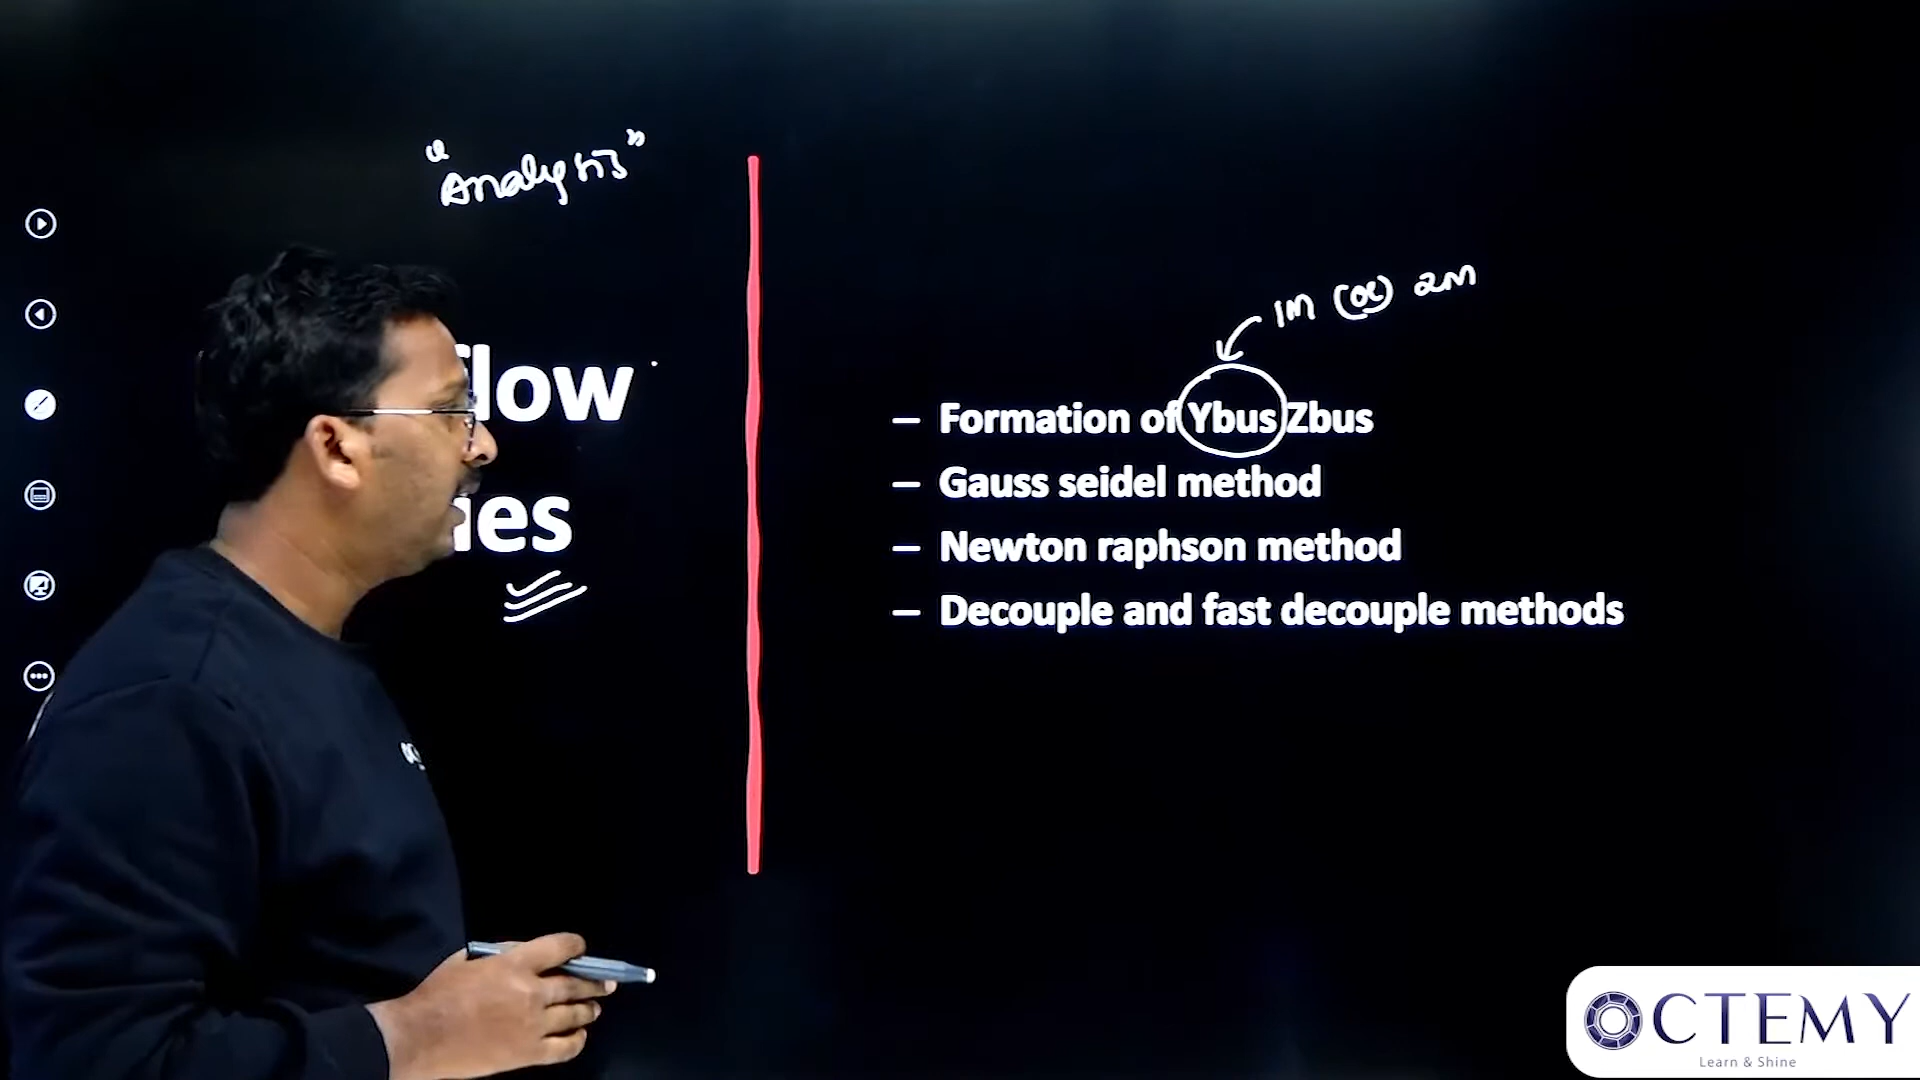 "Analysis"
flow
ies
1M (or) 2M
– Formation of Ybus Zbus
– Gauss seidel method
– Newton raphson method
– Decouple and fast decouple methods
OCTEMY
Learn & Shine